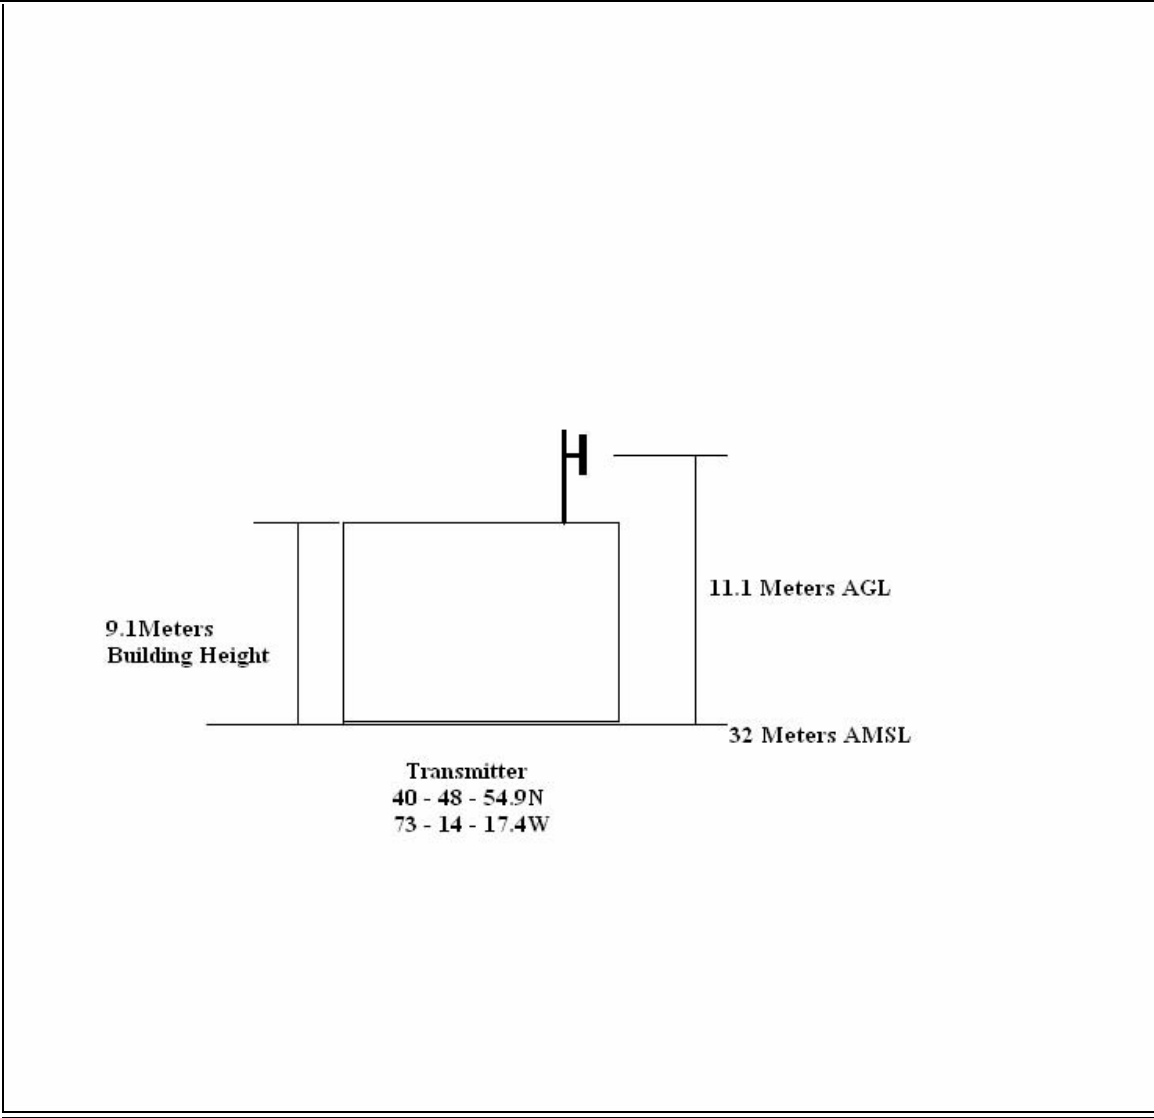 11.1 Meters AGL
9.1Meters
Building Height
32 Meters AMSL
Transmitter
40 - 48 - 54.9N
73 - 14 - 17.4W